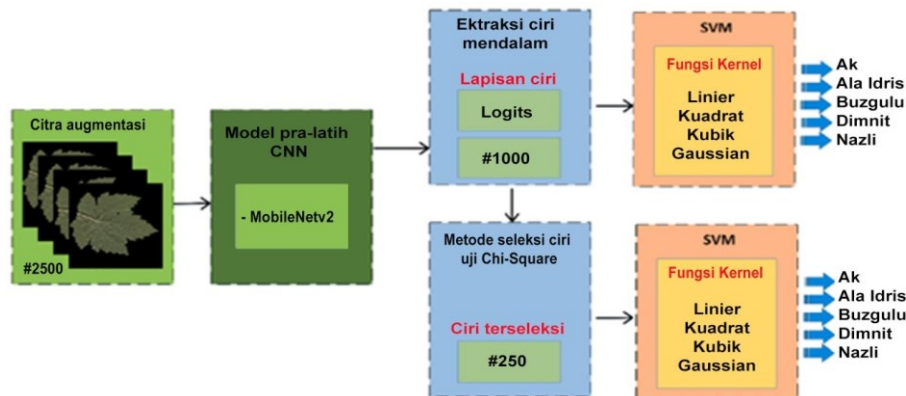 Citra augmentasi
#2500
Model pra-latih
CNN
- MobileNetv2
Ektraksi ciri
mendalam
Lapisan ciri
Logits
#1000
SVM
Fungsi Kernel
Linier
Kuadrat
Kubik
Gaussian
Ak
Ala Idris
Buzgulu
Dimnit
Nazli
Metode seleksi ciri
uji Chi-Square
Ciri terseleksi
#250
SVM
Fungsi Kernel
Linier
Kuadrat
Kubik
Gaussian
Ak
Ala Idris
Buzgulu
Dimnit
Nazli